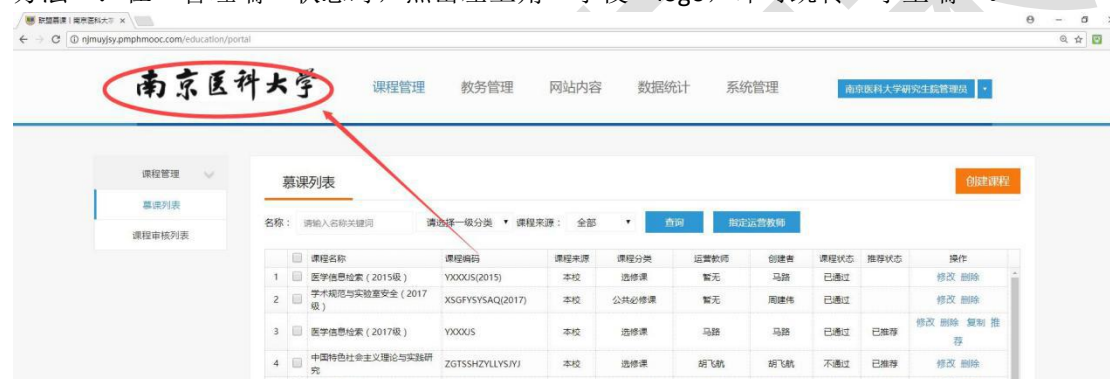 联盟慕课 | 南京医科大
njmuyjsy.pmphmooc.com/education/portal
南京医科大学
课程管理 教务管理 网站内容 数据统计 系统管理 南京医科大学研究生院管理员
课程管理
慕课列表
课程审核列表
慕课列表 创建课程
名称： 请输入名称关键词 请选择一级分类 课程来源： 全部 查询 指定运营教师
课程名称 课程编码 课程来源 课程分类 运营教师 创建者 课程状态 推荐状态 操作
1 医学信息检索（2015级） YXXXJS(2015) 本校 选修课 暂无 马路 已通过 修改 删除
2 学术规范与实验室安全（2017级） XSGFYSYSAQ(2017) 本校 公共必修课 暂无 周建伟 已通过 修改 删除
3 医学信息检索（2017级） YXXXJS 本校 选修课 马路 马路 已通过 已推荐 修改 删除 复制 推荐
4 中国特色社会主义理论与实践研究 ZGTSSHZYLLYSJYJ 本校 选修课 胡飞航 胡飞航 不通过 已推荐 修改 删除